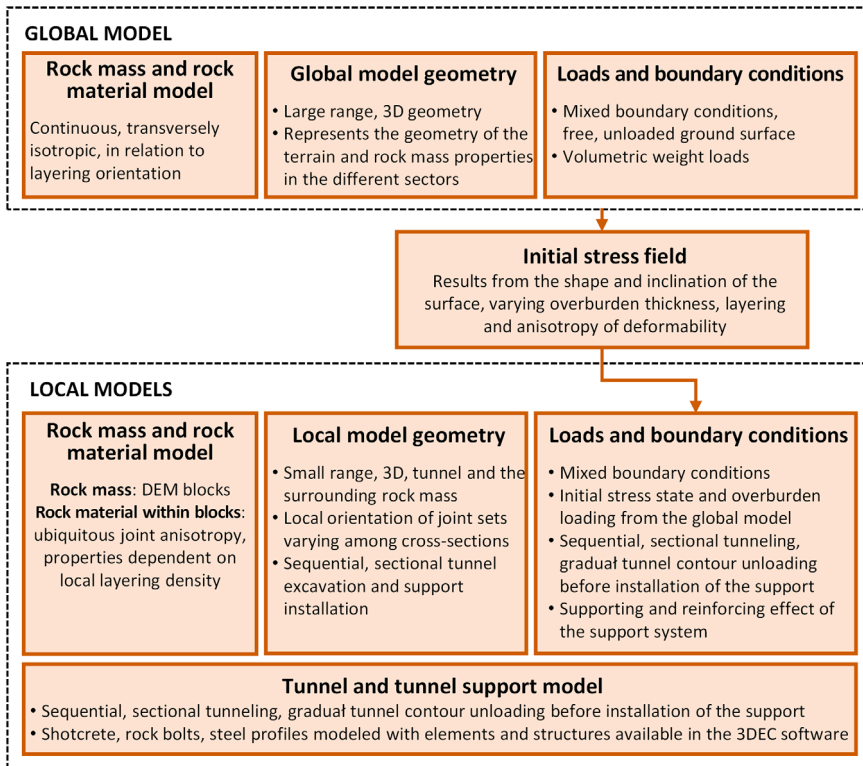 GLOBAL MODEL
Rock mass and rock
material model
Continuous, transversely
isotropic, in relation to
layering orientation
Global model geometry
• Large range, 3D geometry
• Represents the geometry of the
terrain and rock mass properties
in the different sectors
Loads and boundary conditions
• Mixed boundary conditions,
free, unloaded ground surface
• Volumetric weight loads
Initial stress field
Results from the shape and inclination of the
surface, varying overburden thickness, layering
and anisotropy of deformability
LOCAL MODELS
Rock mass and rock
material model
Rock mass: DEM blocks
Rock material within blocks:
ubiquitous joint anisotropy,
properties dependent on
local layering density
Local model geometry
• Small range, 3D, tunnel and the
surrounding rock mass
• Local orientation of joint sets
varying among cross-sections
• Sequential, sectional tunnel
excavation and support
installation
Loads and boundary conditions
• Mixed boundary conditions
• Initial stress state and overburden
loading from the global model
• Sequential, sectional tunneling,
graduał tunnel contour unloading
before installation of the support
• Supporting and reinforcing effect of
the support system
Tunnel and tunnel support model
• Sequential, sectional tunneling, graduał tunnel contour unloading before installation of the support
• Shotcrete, rock bolts, steel profiles modeled with elements and structures available in the 3DEC software